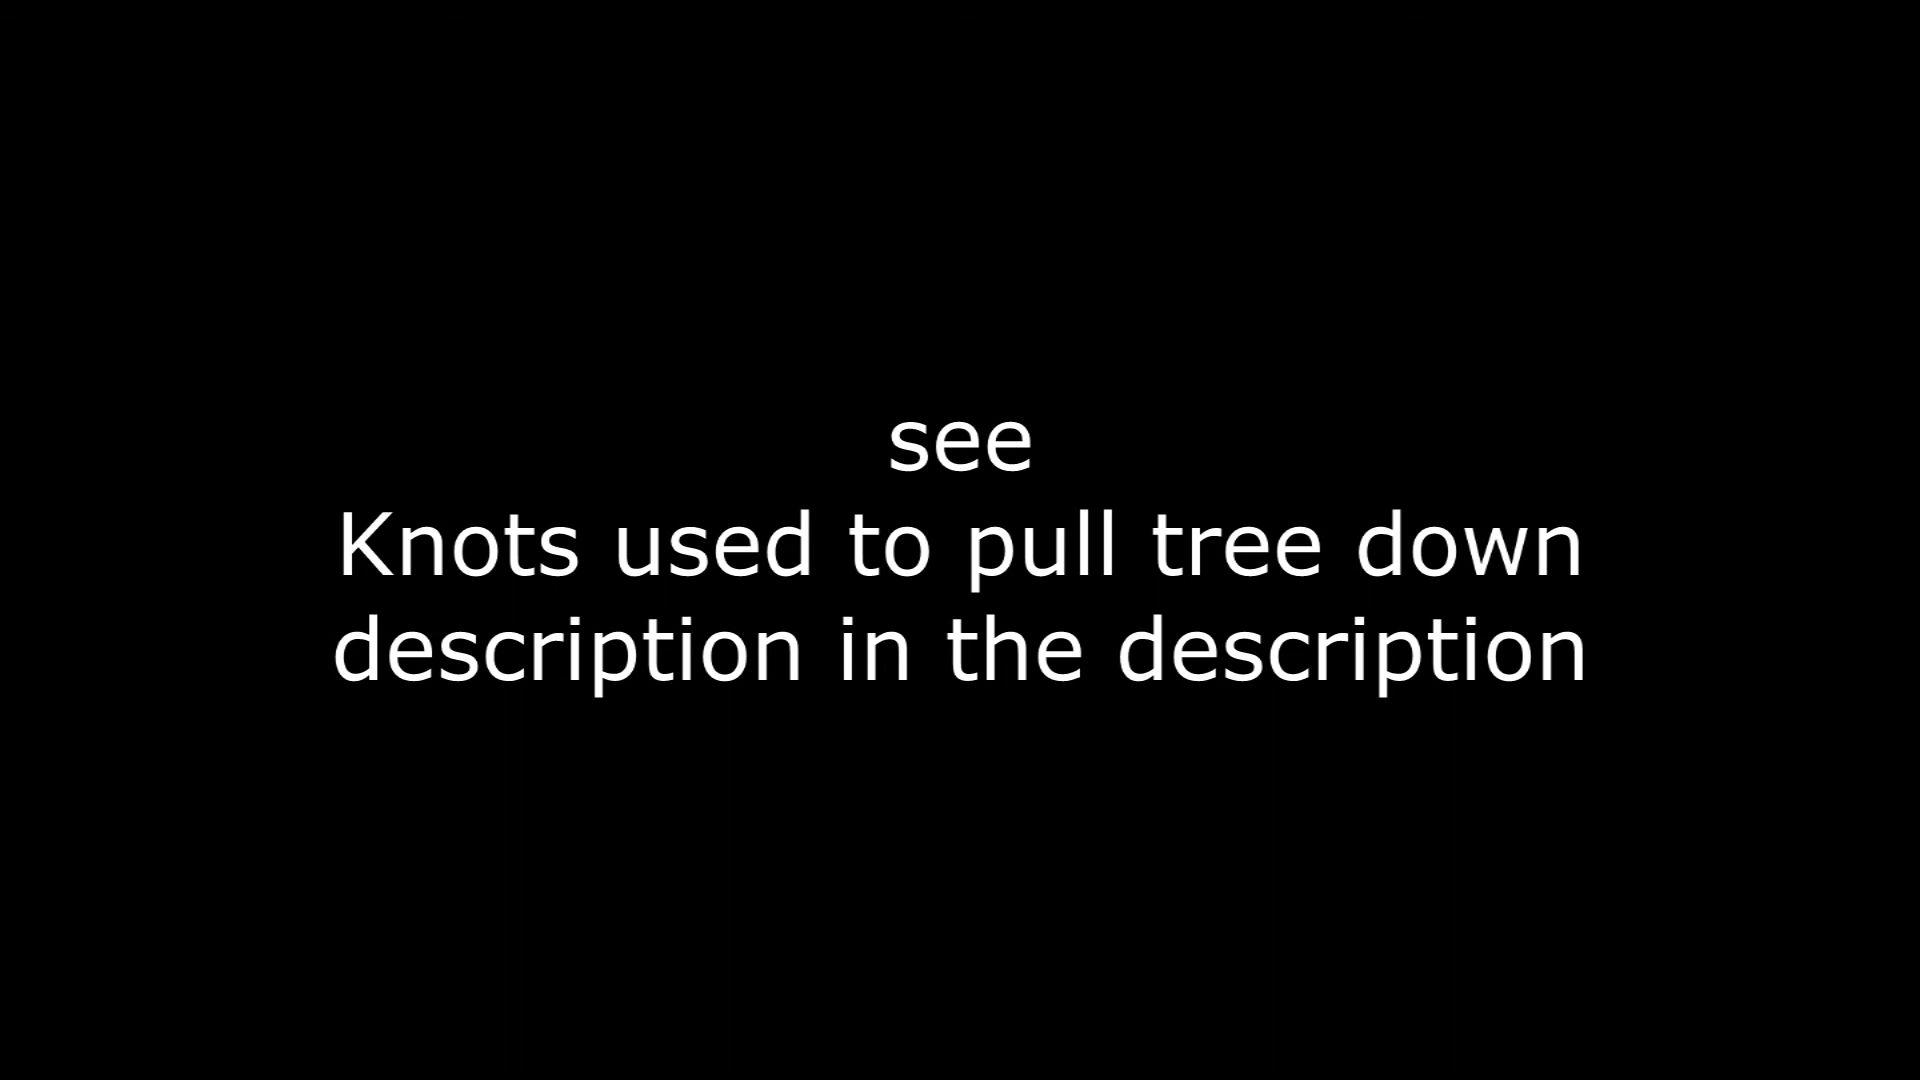 see
Knots used to pull tree down
description in the description